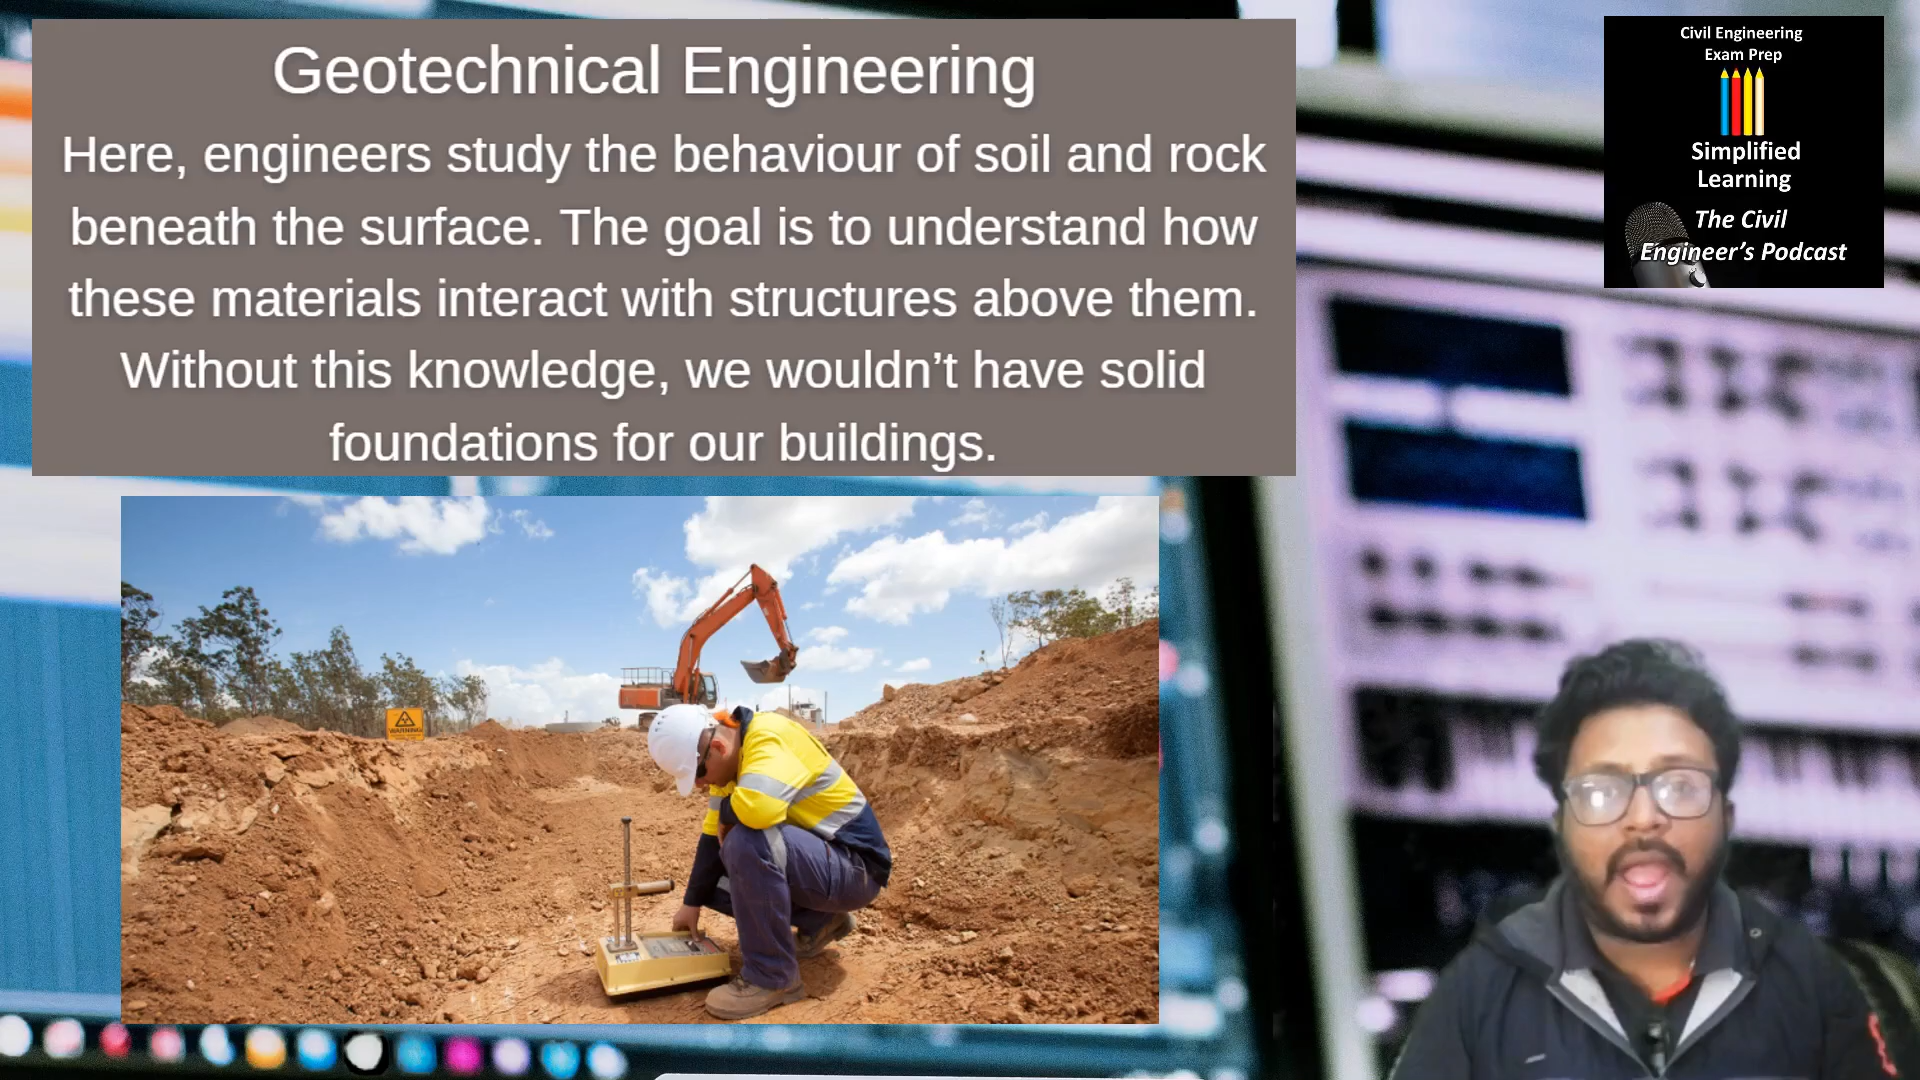 Geotechnical Engineering
Here, engineers study the behaviour of soil and rock
beneath the surface. The goal is to understand how
these materials interact with structures above them.
Without this knowledge, we wouldn’t have solid
foundations for our buildings.
Civil Engineering
Exam Prep
Simplified
Learning
The Civil
Engineer’s Podcast
WARNING